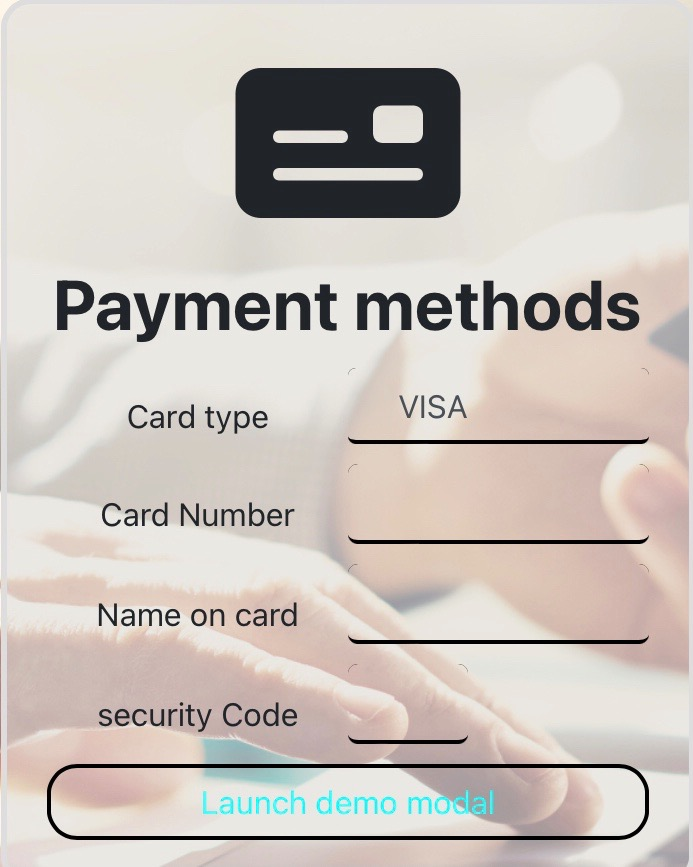 Payment methods
Card type VISA
Card Number
Name on card
security Code
Launch demo modal